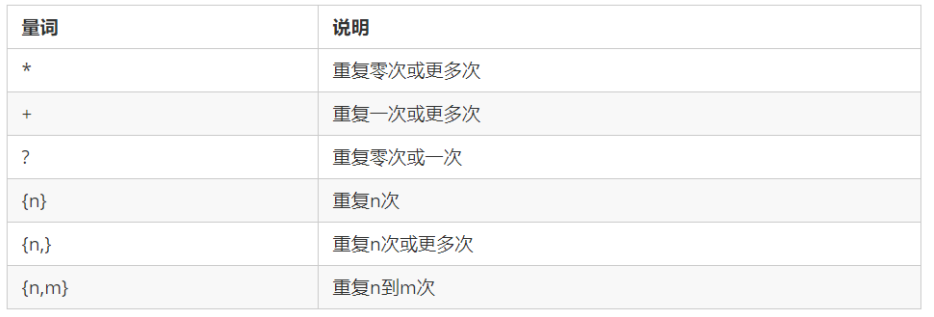 量词 说明
* 重复零次或更多次
+ 重复一次或更多次
? 重复零次或一次
{n} 重复n次
{n,} 重复n次或更多次
{n,m} 重复n到m次